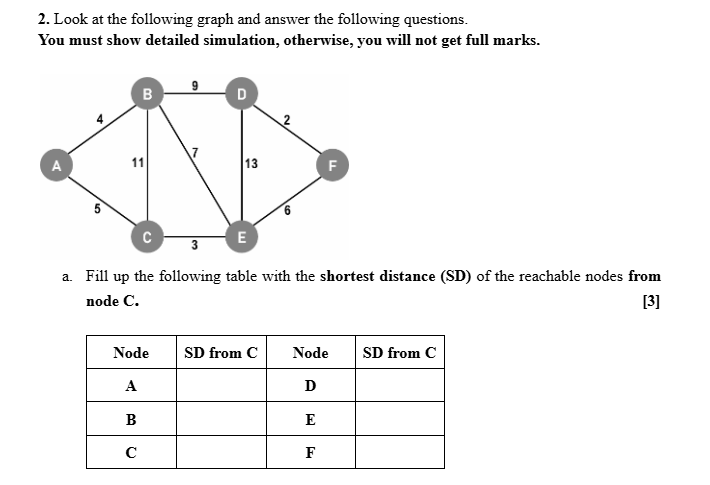 2. Look at the following graph and answer the following questions.
You must show detailed simulation, otherwise, you will not get full marks.
B 9 D
4 2
A 11 7 13 F
5 6
C 3 E
a. Fill up the following table with the shortest distance (SD) of the reachable nodes from
node C. [3]
Node SD from C Node SD from C
A D
B E
C F